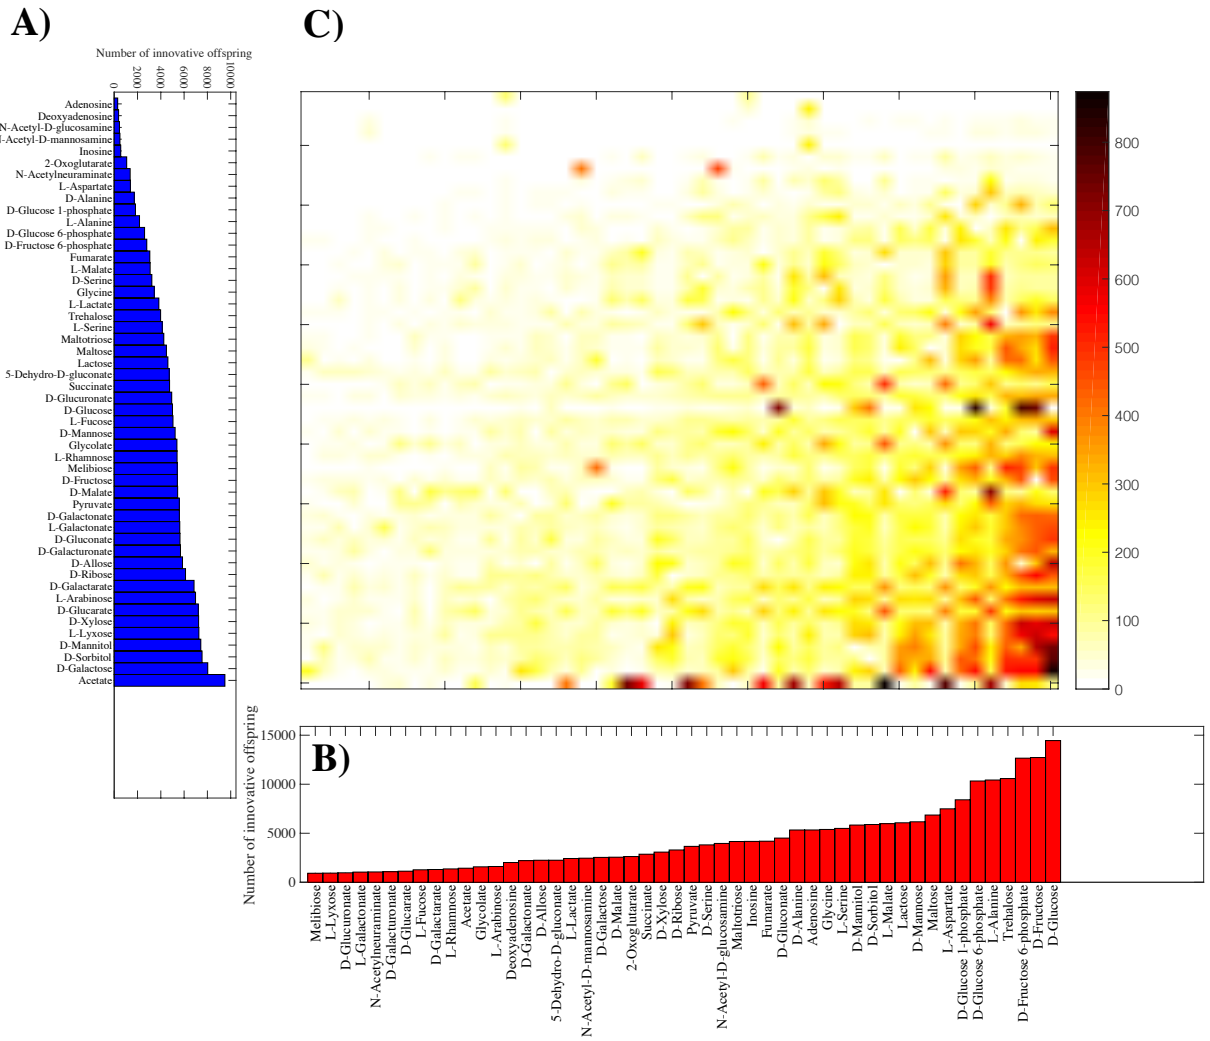 A)
C)
Number of innovative offspring
0
2000
4000
6000
8000
10000
Adenosine
Deoxyadenosine
N-Acetyl-D-glucosamine
-Acetyl-D-mannosamine
Inosine
2-Oxoglutarate
N-Acetylneuraminate
L-Aspartate
D-Alanine
D-Glucose 1-phosphate
L-Alanine
D-Glucose 6-phosphate
D-Fructose 6-phosphate
Fumarate
L-Malate
D-Serine
Glycine
L-Lactate
Trehalose
L-Serine
Maltotriose
Maltose
Lactose
5-Dehydro-D-gluconate
Succinate
D-Glucuronate
D-Glucose
L-Fucose
D-Mannose
Glycolate
L-Rhamnose
Melibiose
D-Fructose
D-Malate
Pyruvate
D-Galactonate
L-Galactonate
D-Gluconate
D-Galacturonate
D-Allose
D-Ribose
D-Galactarate
L-Arabinose
D-Glucarate
D-Xylose
L-Lyxose
D-Mannitol
D-Sorbitol
D-Galactose
Acetate
800
700
600
500
400
300
200
100
0
B)
Number of innovative offspring
15000
10000
5000
0
Melibiose
L-Lyxose
D-Glucuronate
L-Galactonate
N-Acetylneuraminate
D-Galacturonate
D-Glucarate
L-Fucose
D-Galactarate
L-Rhamnose
Acetate
Glycolate
L-Arabinose
Deoxyadenosine
D-Galactonate
D-Allose
5-Dehydro-D-gluconate
L-Lactate
N-Acetyl-D-mannosamine
D-Galactose
D-Malate
2-Oxoglutarate
Succinate
D-Xylose
D-Ribose
Pyruvate
D-Serine
N-Acetyl-D-glucosamine
Maltotriose
Inosine
Fumarate
D-Gluconate
D-Alanine
Adenosine
Glycine
L-Serine
D-Mannitol
D-Sorbitol
L-Malate
Lactose
D-Mannose
Maltose
L-Aspartate
D-Glucose 1-phosphate
D-Glucose 6-phosphate
L-Alanine
Trehalose
D-Fructose 6-phosphate
D-Fructose
D-Glucose